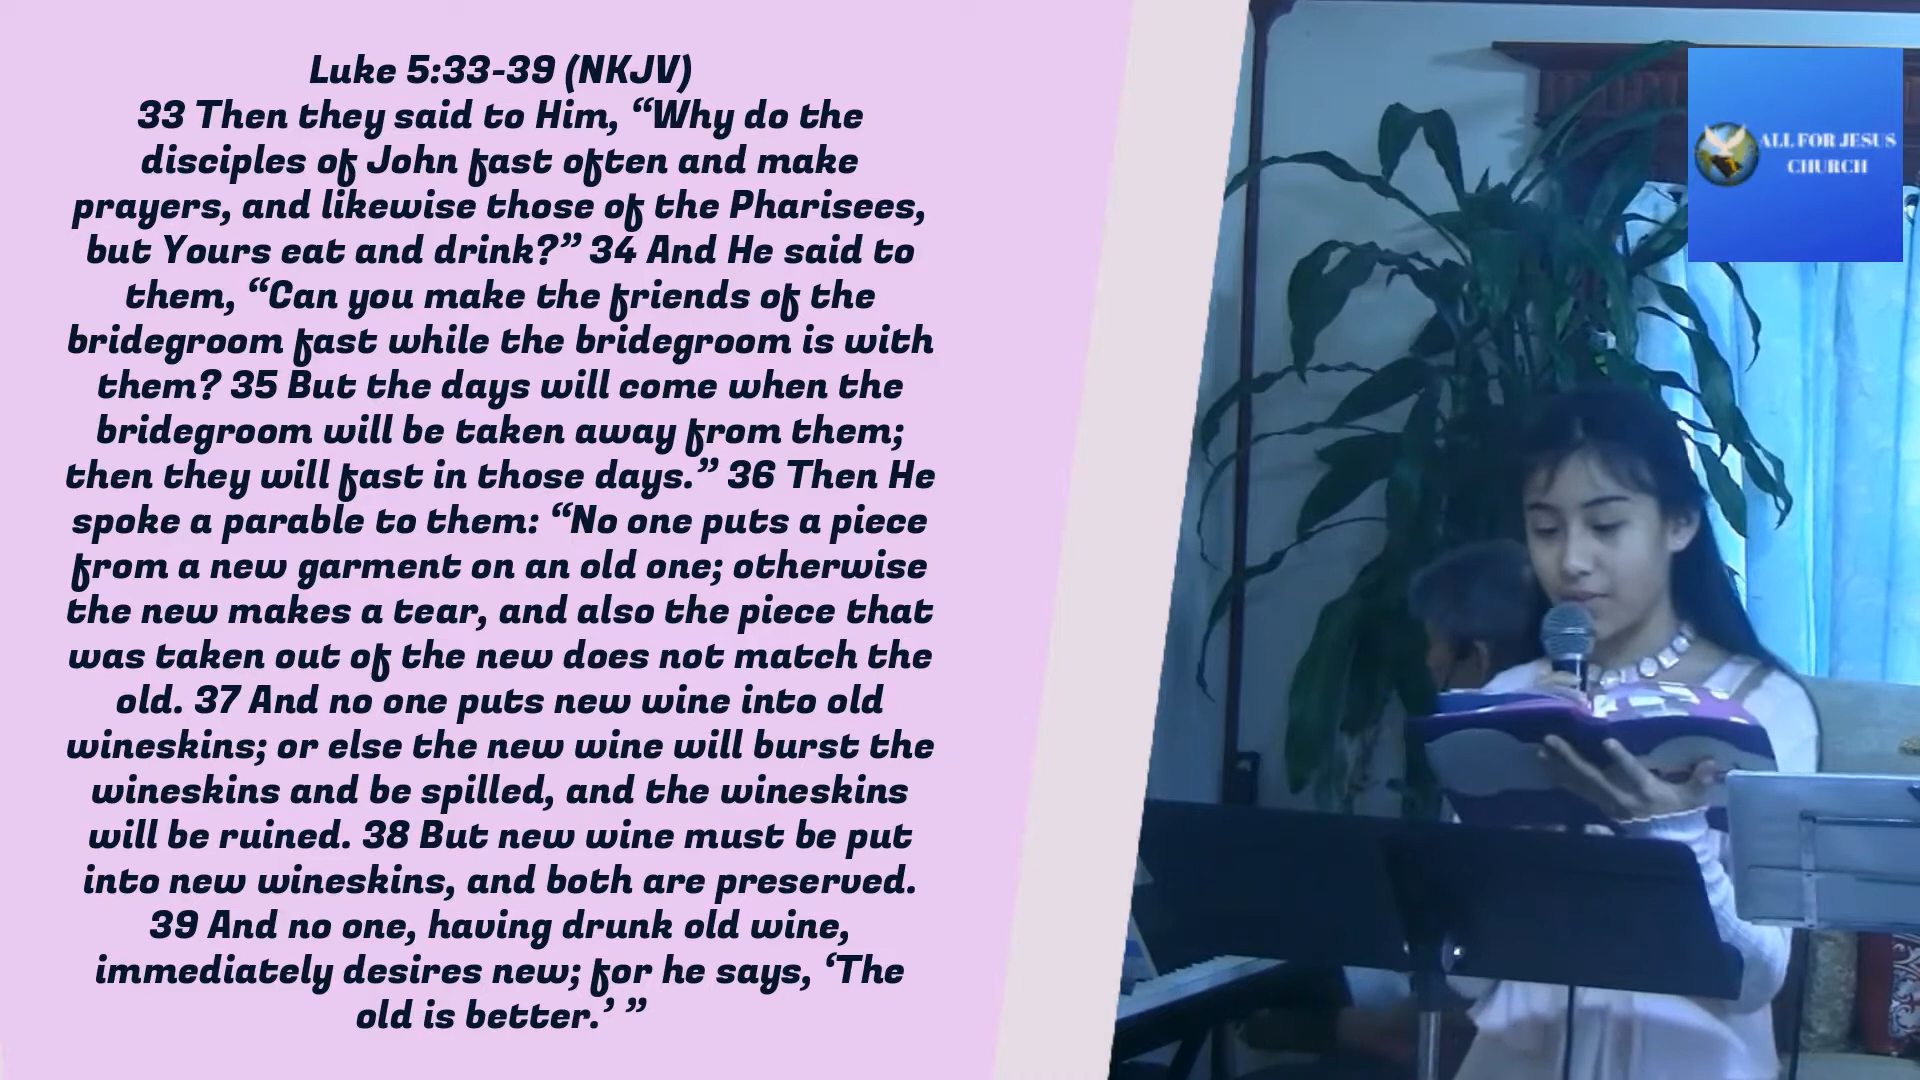 Luke 5:33-39 (NKJV)
33 Then they said to Him, “Why do the
disciples of John fast often and make
prayers, and likewise those of the Pharisees,
but Yours eat and drink?” 34 And He said to
them, “Can you make the friends of the
bridegroom fast while the bridegroom is with
them? 35 But the days will come when the
bridegroom will be taken away from them;
then they will fast in those days.” 36 Then He
spoke a parable to them: “No one puts a piece
from a new garment on an old one; otherwise
the new makes a tear, and also the piece that
was taken out of the new does not match the
old. 37 And no one puts new wine into old
wineskins; or else the new wine will burst the
wineskins and be spilled, and the wineskins
will be ruined. 38 But new wine must be put
into new wineskins, and both are preserved.
39 And no one, having drunk old wine,
immediately desires new; for he says, ‘The
old is better.’ ”
ALL FOR JESUS
CHURCH